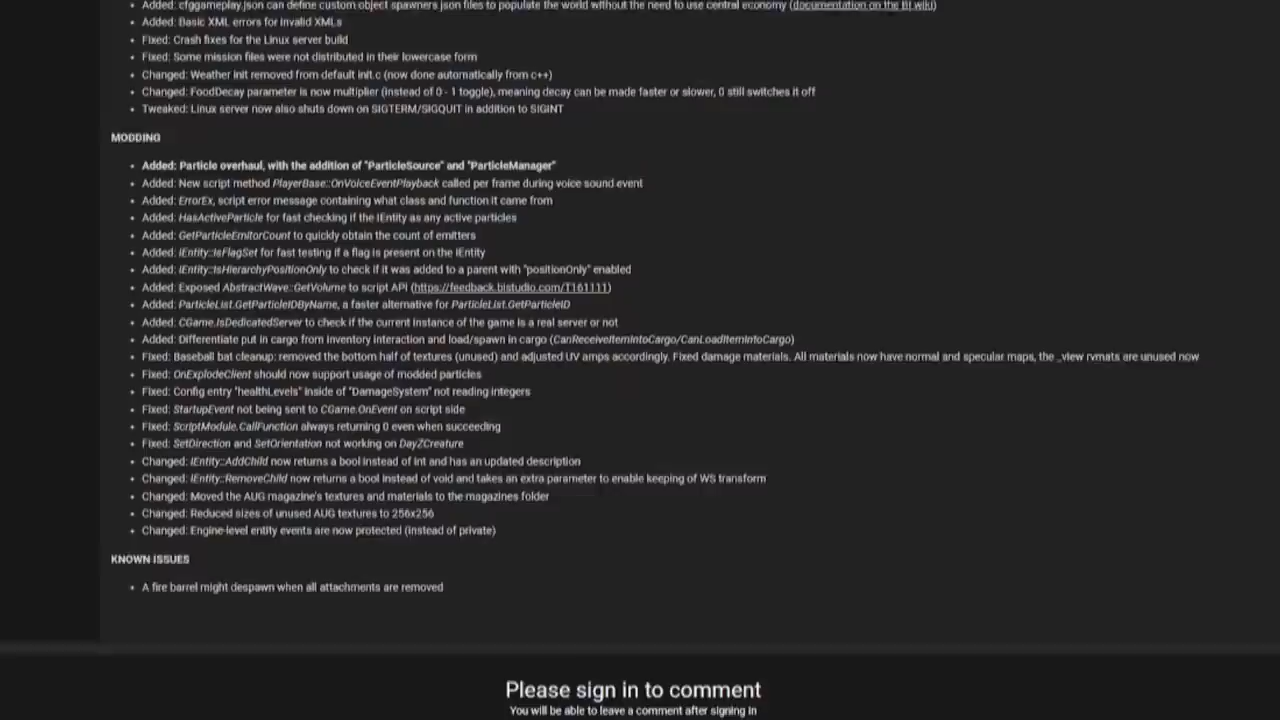 Added: cfggameplay.json can define custom object spawners json files to populate the world without the need to use central economy (documentation on the BI wiki)
Added: Basic XML errors for invalid XMLs
Fixed: Crash fixes for the Linux server build
Fixed: Some mission files were not distributed in their lowercase form
Changed: Weather init removed from default init.c (now done automatically from c++)
Changed: FoodDecay parameter is now multiplier (instead of 0 - 1 toggle), meaning decay can be made faster or slower, 0 still switches it off
Tweaked: Linux server now also shuts down on SIGTERM/SIGQUIT in addition to SIGINT
MODDING
Added: Particle overhaul, with the addition of "ParticleSource" and "ParticleManager"
Added: New script method PlayerBase::OnVoiceEventPlayback called per frame during voice sound event
Added: ErrorEx, script error message containing what class and function it came from
Added: HasActiveParticle for fast checking if the IEntity as any active particles
Added: GetParticleEmitorCount to quickly obtain the count of emitters
Added: IEntity::IsFlagSet for fast testing if a flag is present on the IEntity
Added: IEntity::IsHierarchyPositionOnly to check if it was added to a parent with "positionOnly" enabled
Added: Exposed AbstractWave::GetVolume to script API (https://feedback.bistudio.com/T161111)
Added: ParticleList.GetParticleIDByName, a faster alternative for ParticleList.GetParticleID
Added: CGame.IsDedicatedServer to check if the current instance of the game is a real server or not
Added: Differentiate put in cargo from inventory interaction and load/spawn in cargo (CanReceiveItemIntoCargo/CanLoadItemIntoCargo)
Fixed: Baseball bat cleanup: removed the bottom half of textures (unused) and adjusted UV amps accordingly. Fixed damage materials. All materials now have normal and specular maps, the _view rvmats are unused now
Fixed: OnExplodeClient should now support usage of modded particles
Fixed: Config entry "healthLevels" inside of "DamageSystem" not reading integers
Fixed: StartupEvent not being sent to CGame.OnEvent on script side
Fixed: ScriptModule.CallFunction always returning 0 even when succeeding
Fixed: SetDirection and SetOrientation not working on DayZCreature
Changed: IEntity::AddChild now returns a bool instead of int and has an updated description
Changed: IEntity::RemoveChild now returns a bool instead of void and takes an extra parameter to enable keeping of WS transform
Changed: Moved the AUG magazine's textures and materials to the magazines folder
Changed: Reduced sizes of unused AUG textures to 256x256
Changed: Engine-level entity events are now protected (instead of private)
KNOWN ISSUES
A fire barrel might despawn when all attachments are removed
Please sign in to comment
You will be able to leave a comment after signing in